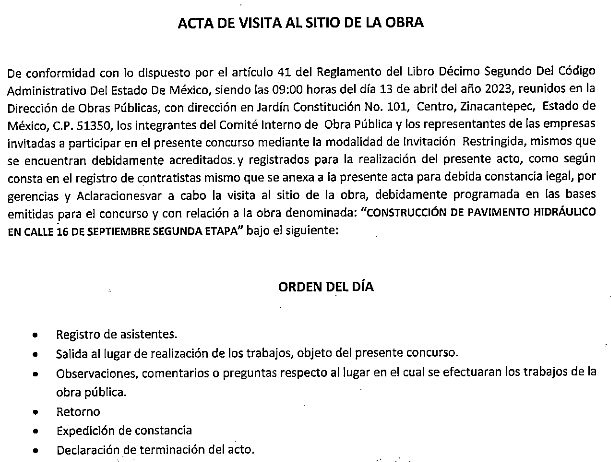 ACTA DE VISITA AL SITIO DE LA OBRA
De conformidad con lo dispuesto por el artículo 41 del Reglamento del Libro Décimo Segundo Del Código
Administrativo Del Estado De México, siendo las 09:00 horas del día 13 de abril del año 2023, reunidos en la
Dirección de Obras Públicas, con dirección en Jardín Constitución No. 101, Centro, Zinacantepec, Estado de
México, C.P. 51350, los integrantes del Comité Interno de Obra Pública y los representantes de las empresas
invitadas a participar en el presente concurso mediante la modalidad de Invitación Restringida, mismos que
se encuentran debidamente acreditados.y registrados para la realización del presente acto, como según
consta en el registro de contratistas mismo que se anexa a la presente acta para debida constancia legal, por
gerencias y Aclaracionesvar a cabo la visita al sitio de la obra, debidamente programada en las bases
emitidas para el concurso y con relación a la obra denominada: "CONSTRUCCIÓN DE PAVIMENTO HIDRÁULICO
EN CALLE 16 DE SEPTIEMBRE SEGUNDA ETAPA" bajo el siguiente:
ORDEN DEL DÍA
• Registro de asistentes.
• Salida al lugar de realización de los trabajos, objeto del presente concurso.
• Observaciones, comentarios o preguntas respecto al lugar en el cual se efectuaran los trabajos de la
obra pública.
• Retorno
• Expedición de constancia
• Declaración de terminación del acto.